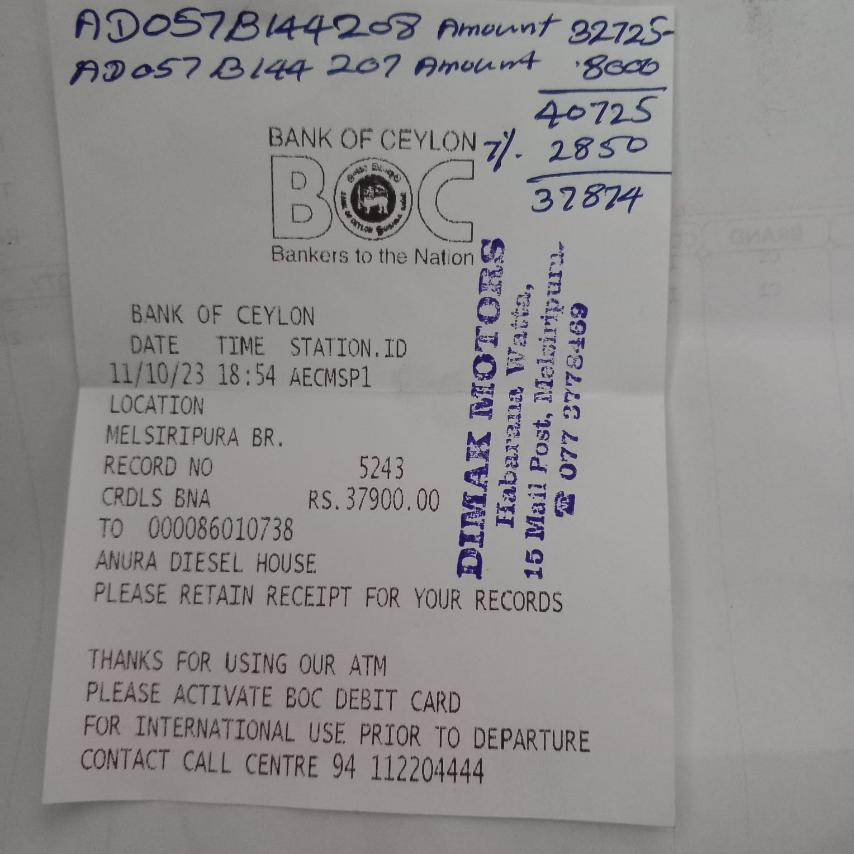 AD057B144208 Amount 32725-
AD057B144207 Amount 8000
40725
7%. 2850
37874
BANK OF CEYLON
BOC
Bankers to the Nation
BANK OF CEYLON
DATE TIME STATION.ID
11/10/23 18:54 AECMSP1
LOCATION
MELSIRIPURA BR.
RECORD NO 5243
CRDLS BNA RS.37900.00
TO 000086010738
ANURA DIESEL HOUSE
PLEASE RETAIN RECEIPT FOR YOUR RECORDS
THANKS FOR USING OUR ATM
PLEASE ACTIVATE BOC DEBIT CARD
FOR INTERNATIONAL USE PRIOR TO DEPARTURE
CONTACT CALL CENTRE 94 112204444
DIMAK MOTORS
Habarana Watta,
15 Mail Post, Melsiripura.
☎ 077 3778469
BRAND